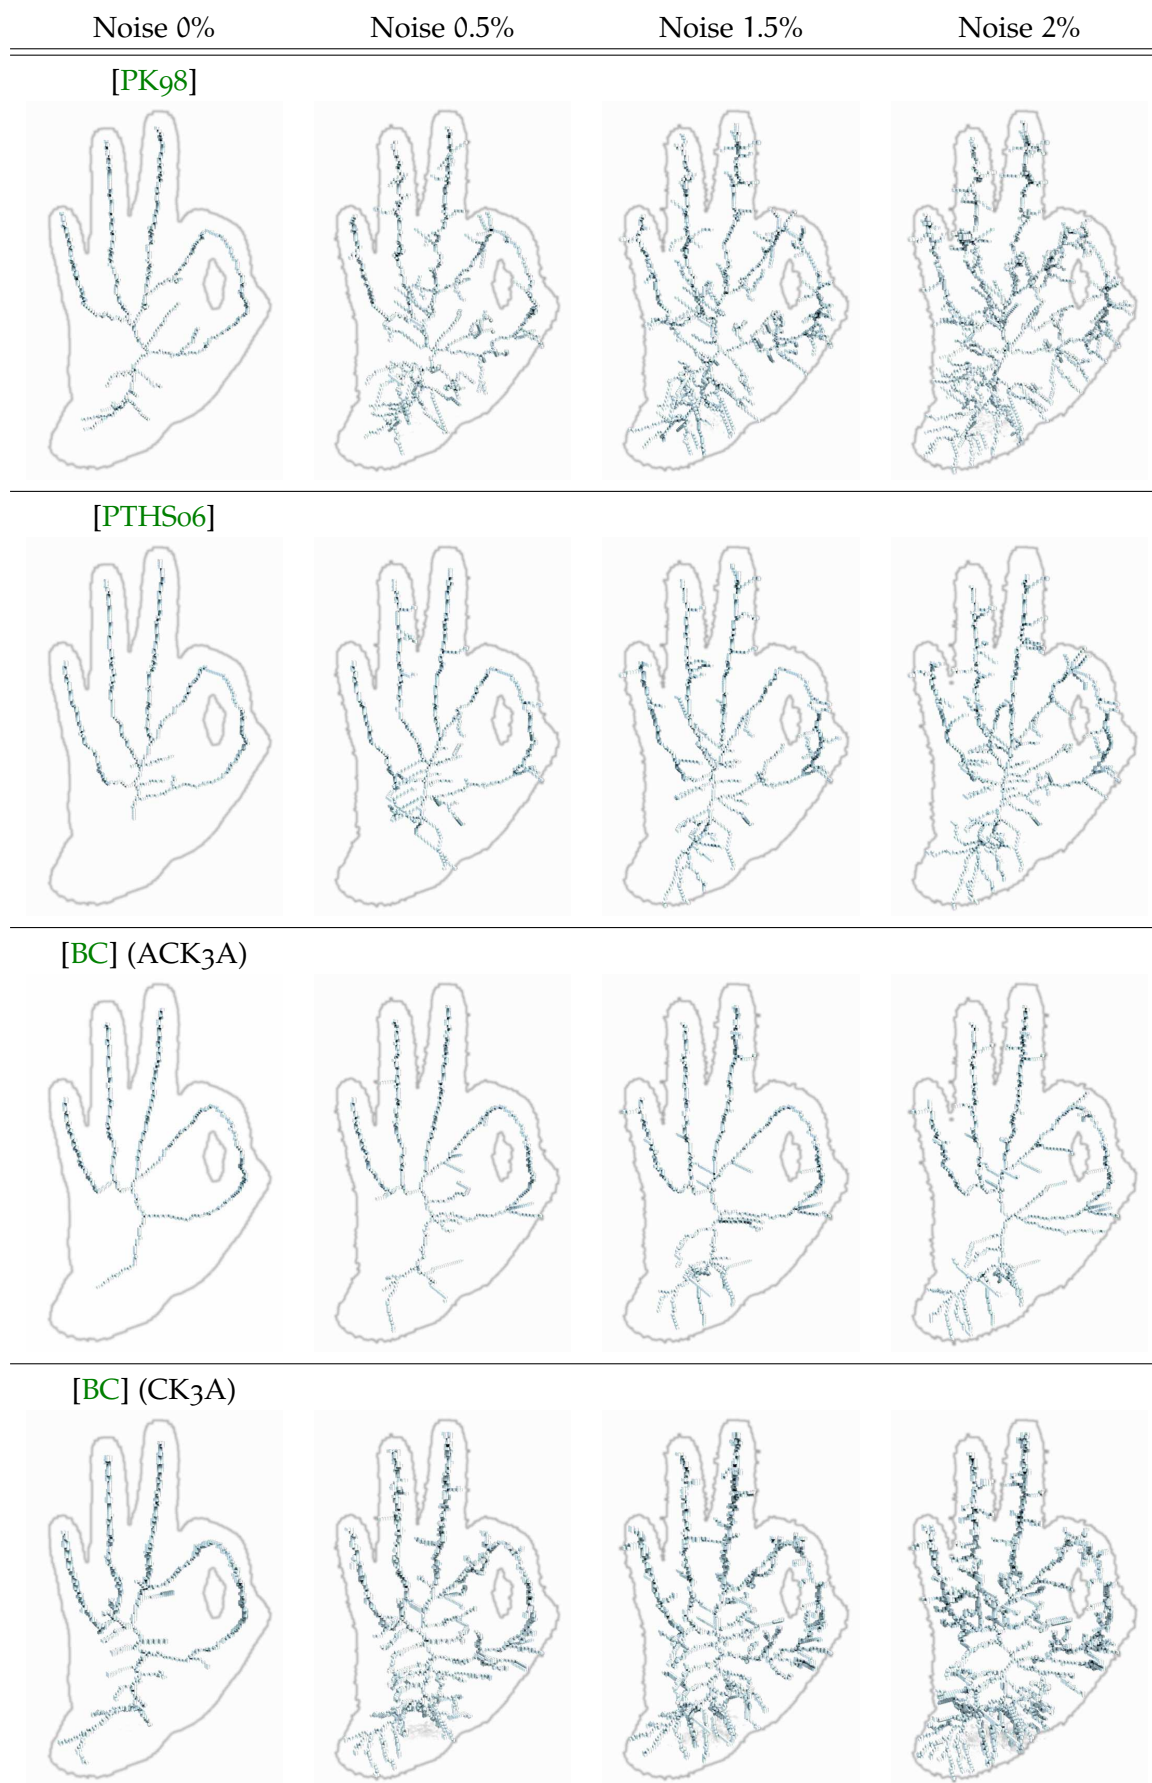 Noise 0% Noise 0.5% Noise 1.5% Noise 2%
[PK98]
[PTHS06]
[BC] (ACK3A)
[BC] (CK3A)